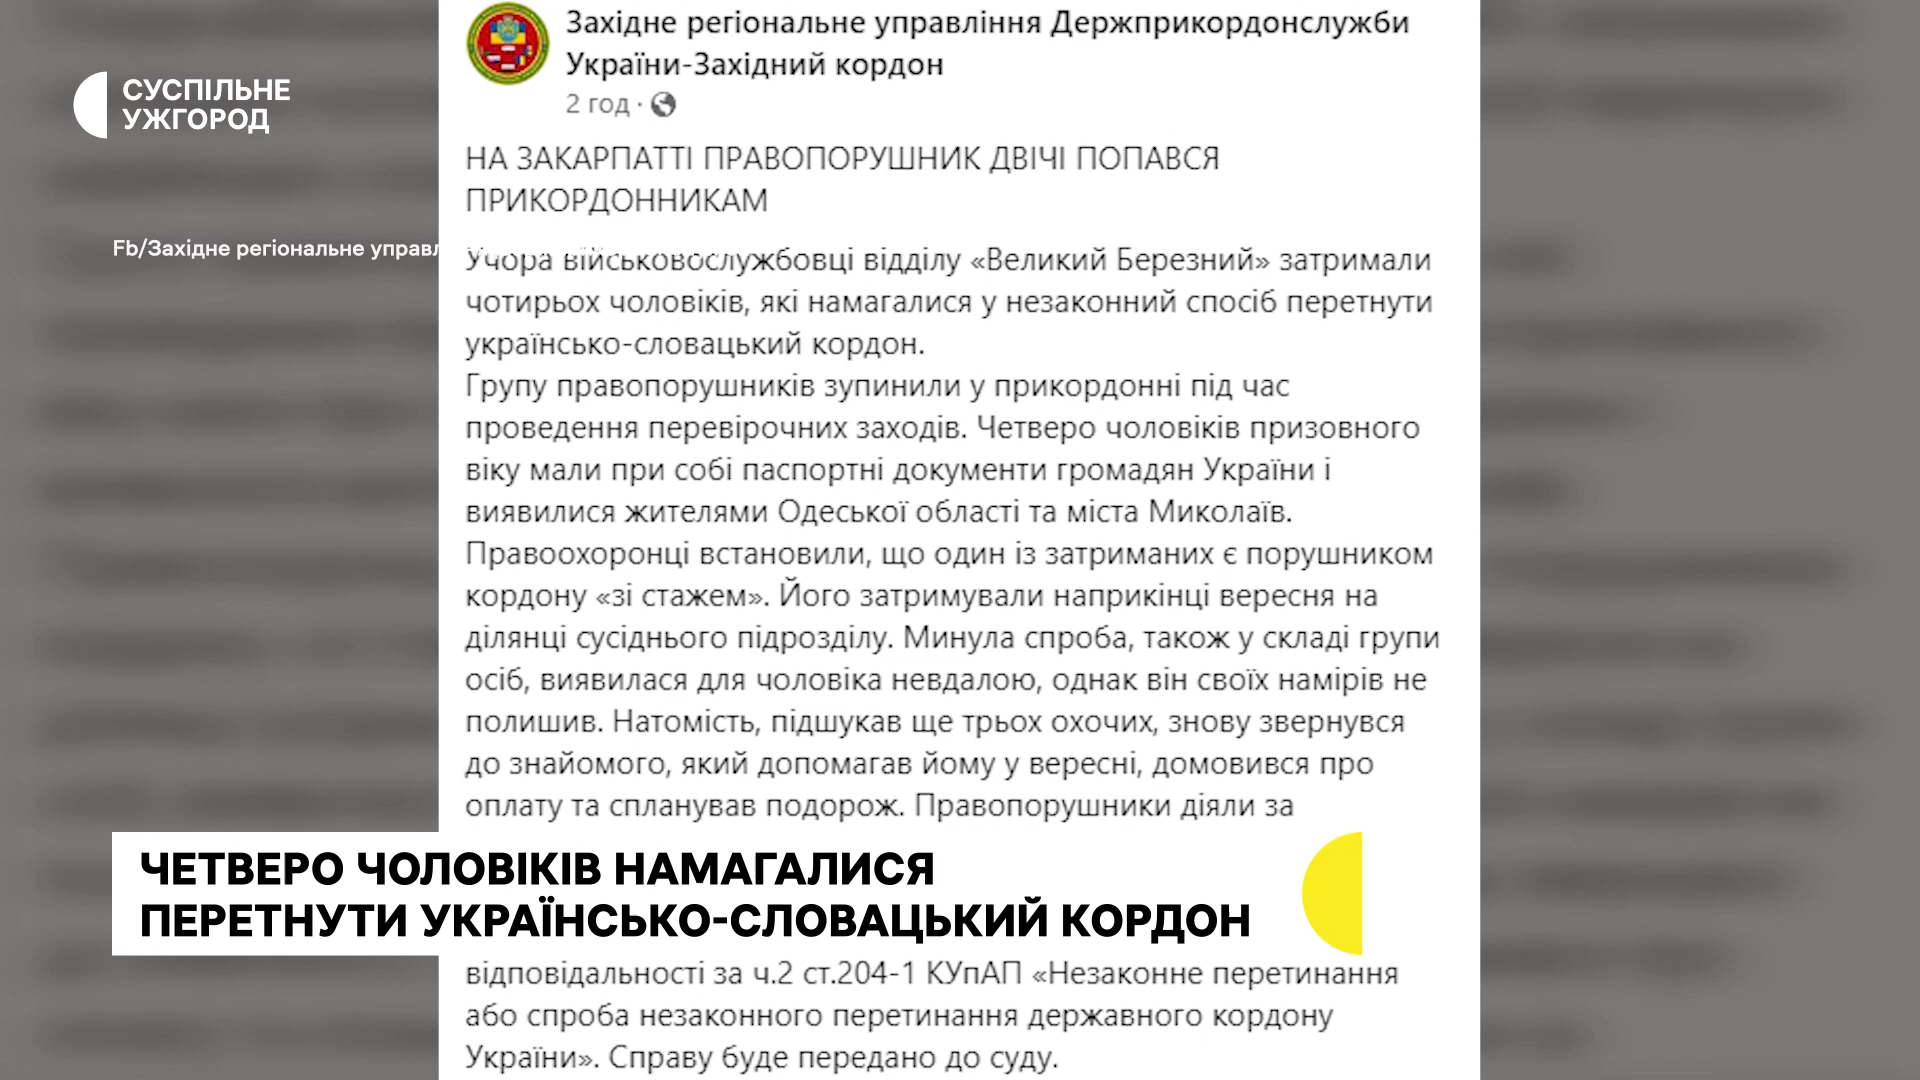 Західне регіональне управління Держприкордонслужби
України-Західний кордон
2 год ·
СУСПІЛЬНЕ
УЖГОРОД
НА ЗАКАРПАТТІ ПРАВОПОРУШНИК ДВІЧІ ПОПАВСЯ
ПРИКОРДОННИКАМ
Fb/Західне регіональне управл
Учора військовослужбовці відділу «Великий Березний» затримали
чотирьох чоловіків, які намагалися у незаконний спосіб перетнути
українсько-словацький кордон.
Групу правопорушників зупинили у прикордонні під час
проведення перевірочних заходів. Четверо чоловіків призовного
віку мали при собі паспортні документи громадян України і
виявилися жителями Одеської області та міста Миколаїв.
Правоохоронці встановили, що один із затриманих є порушником
кордону «зі стажем». Його затримували наприкінці вересня на
ділянці сусіднього підрозділу. Минула спроба, також у складі групи
осіб, виявилася для чоловіка невдалою, однак він своїх намірів не
полишив. Натомість, підшукав ще трьох охочих, знову звернувся
до знайомого, який допомагав йому у вересні, домовився про
оплату та спланував подорож. Правопорушники діяли за
ЧЕТВЕРО ЧОЛОВІКІВ НАМАГАЛИСЯ
ПЕРЕТНУТИ УКРАЇНСЬКО-СЛОВАЦЬКИЙ КОРДОН
відповідальності за ч.2 ст.204-1 КУпАП «Незаконне перетинання
або спроба незаконного перетинання державного кордону
України». Справу буде передано до суду.